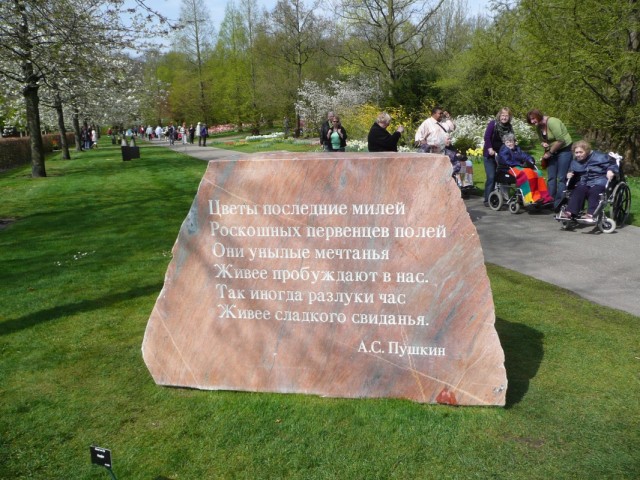 Цветы последние милей
Роскошных первенцев полей
Они унылые мечтанья
Живее пробуждают в нас.
Так иногда разлуки час
Живее сладкого свиданья.
А.С. Пушкин